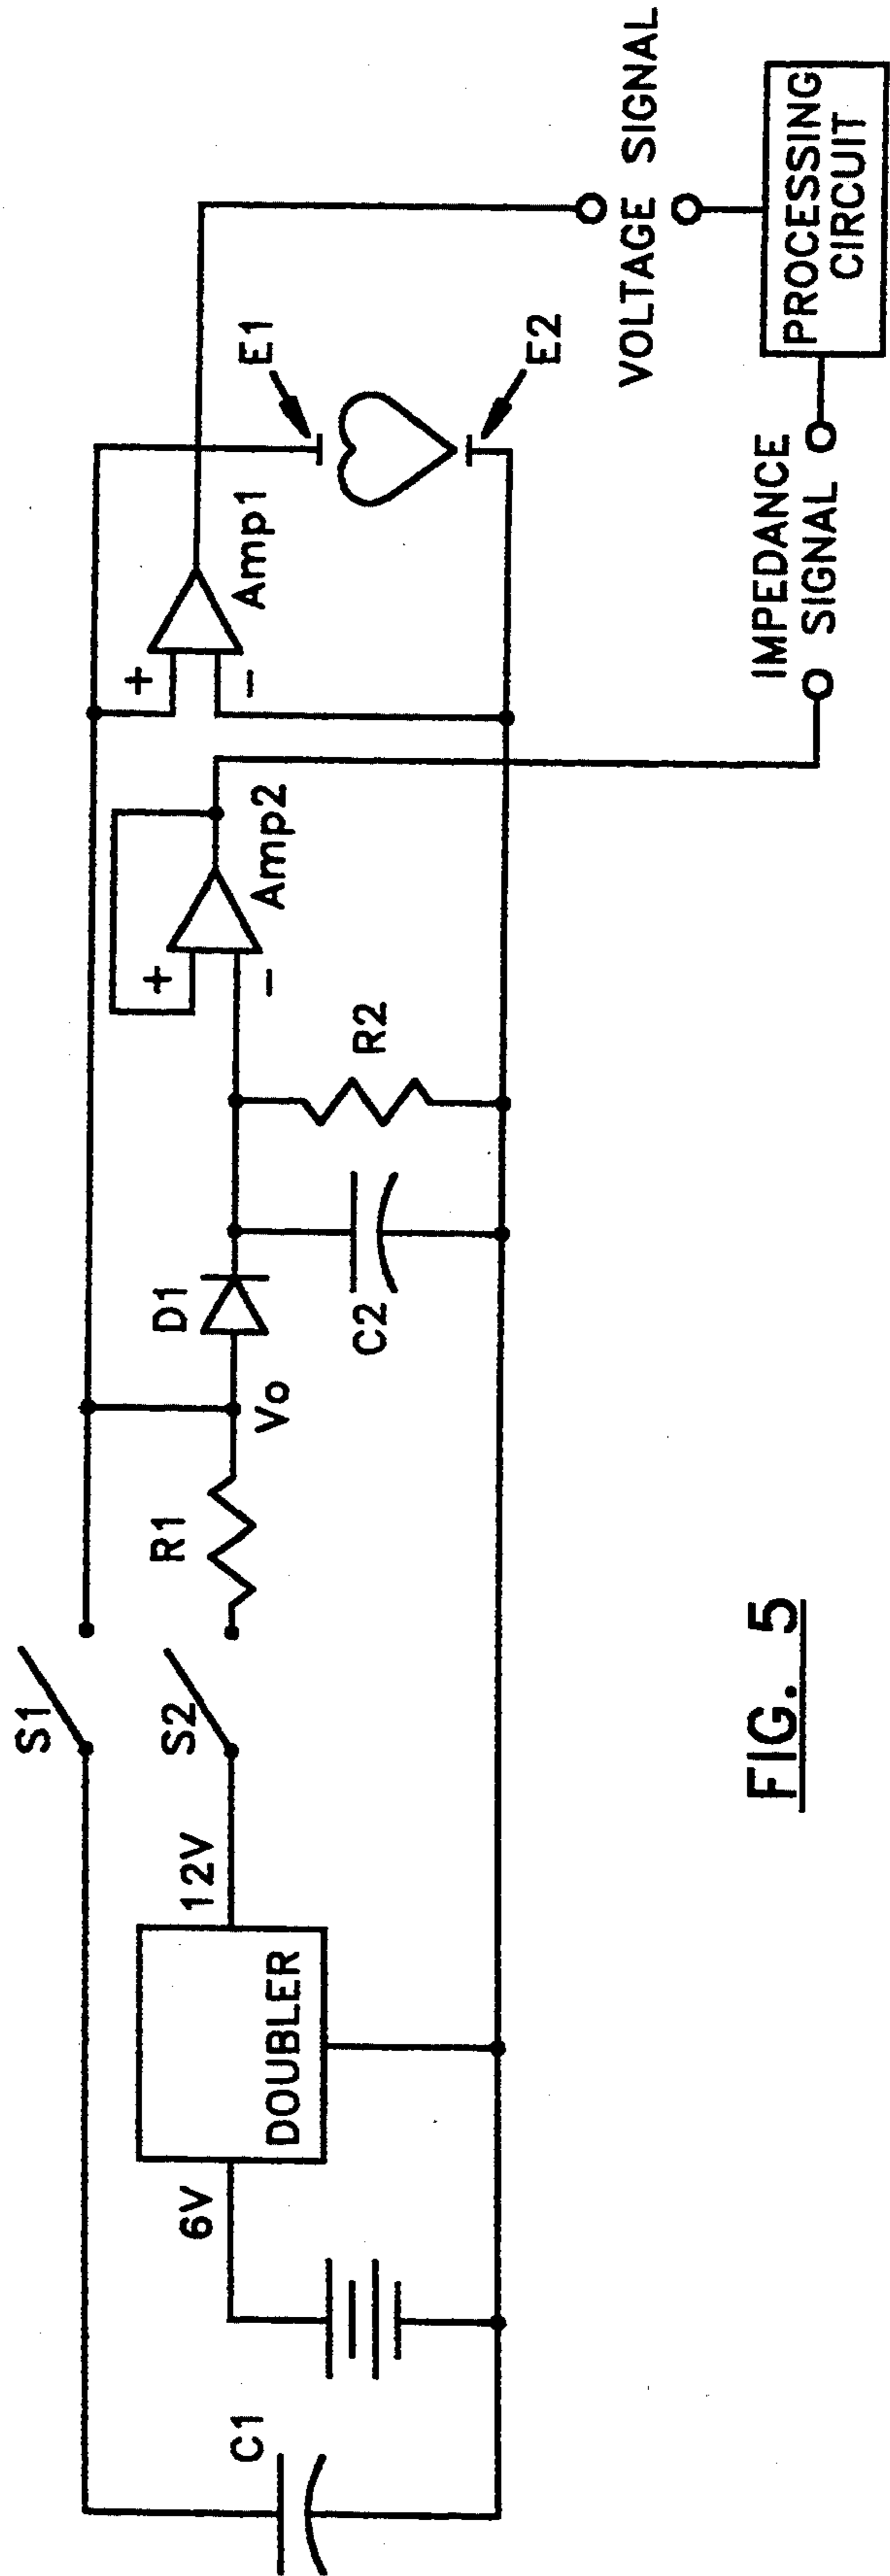 S1
S2
R1
Vo
D1
C1
6V
DOUBLER
12V
C2
R2
+
-
Amp2
+
-
Amp1
E1
E2
VOLTAGE SIGNAL
IMPEDANCE
SIGNAL
PROCESSING
CIRCUIT
FIG. 5